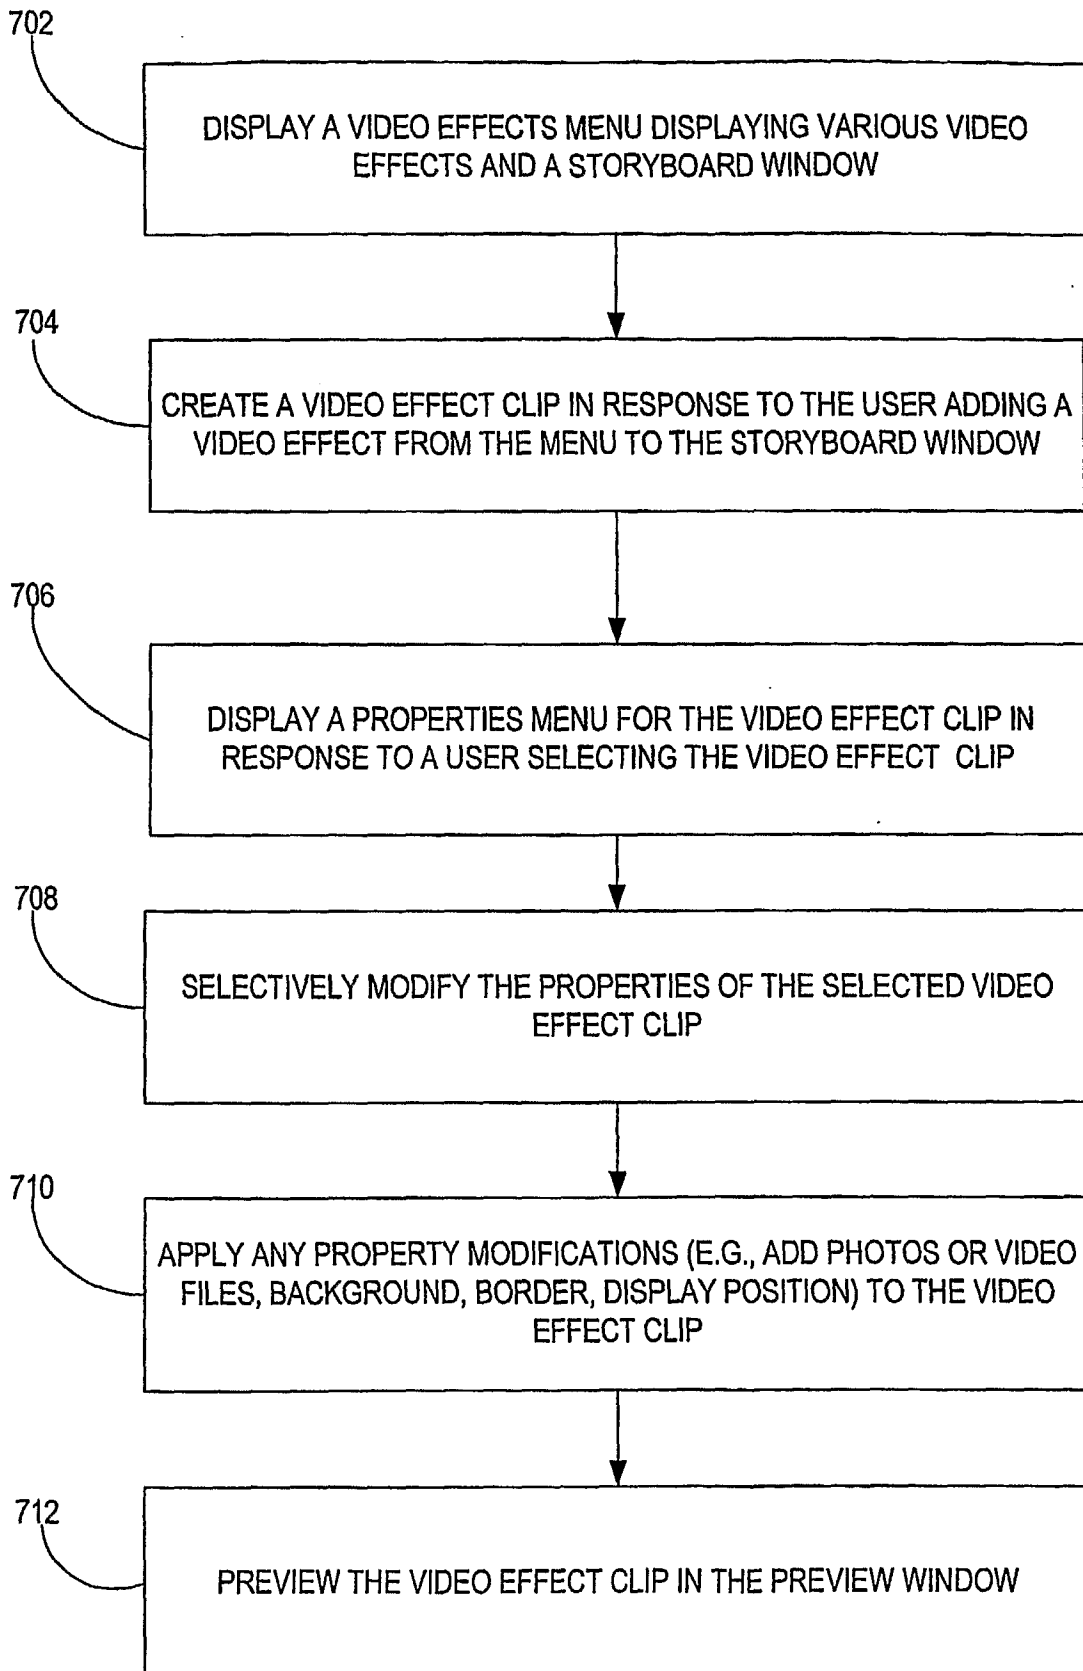 702
DISPLAY A VIDEO EFFECTS MENU DISPLAYING VARIOUS VIDEO
EFFECTS AND A STORYBOARD WINDOW
704
CREATE A VIDEO EFFECT CLIP IN RESPONSE TO THE USER ADDING A
VIDEO EFFECT FROM THE MENU TO THE STORYBOARD WINDOW
706
DISPLAY A PROPERTIES MENU FOR THE VIDEO EFFECT CLIP IN
RESPONSE TO A USER SELECTING THE VIDEO EFFECT CLIP
708
SELECTIVELY MODIFY THE PROPERTIES OF THE SELECTED VIDEO
EFFECT CLIP
710
APPLY ANY PROPERTY MODIFICATIONS (E.G., ADD PHOTOS OR VIDEO
FILES, BACKGROUND, BORDER, DISPLAY POSITION) TO THE VIDEO
EFFECT CLIP
712
PREVIEW THE VIDEO EFFECT CLIP IN THE PREVIEW WINDOW